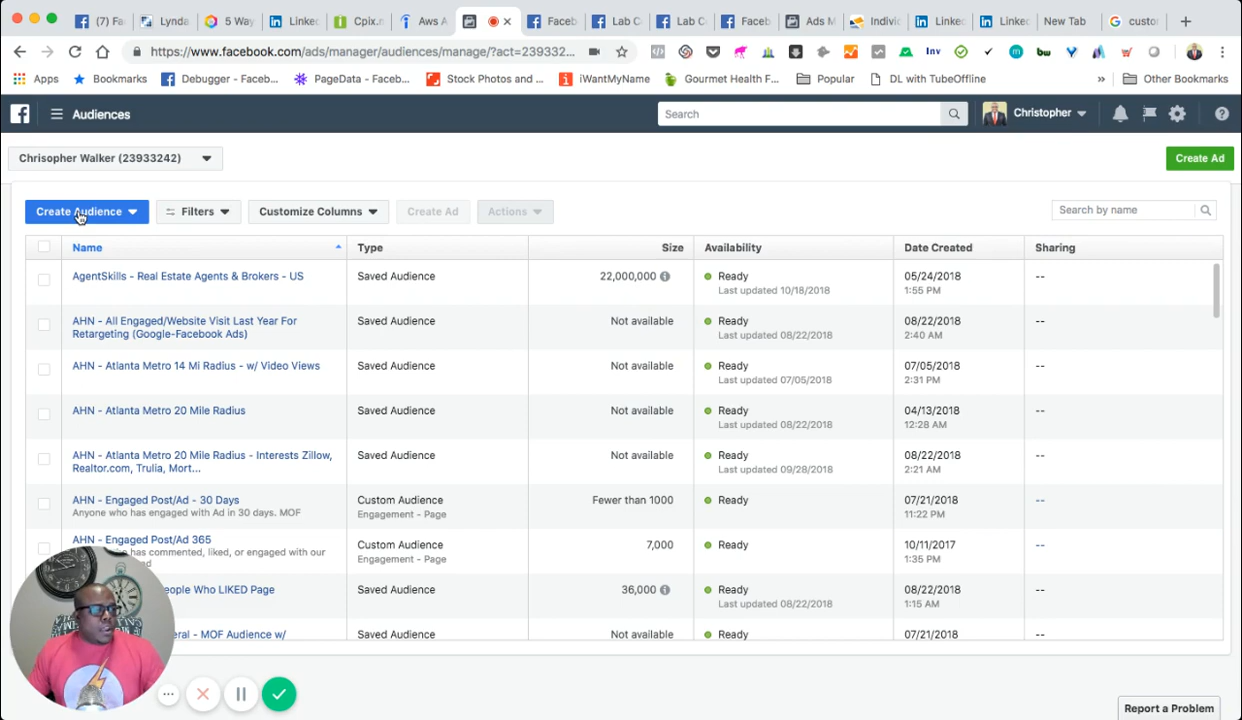 (7) Fa
Lynda
5 Way
Linke
Cpix.n
Aws A
Faceb
Lab C
Lab C
Faceb
Ads M
Indivi
Linke
Linke
New Tab
custo
https://www.facebook.com/ads/manager/audiences/manage/?act=239332...
Inv
bw
Apps
Bookmarks
Debugger - Faceb...
PageData - Faceb...
Stock Photos and ...
iWantMyName
Gourmet Health F...
Popular
DL with TubeOffline
»
Other Bookmarks
Audiences
Search
Christopher
Chrisopher Walker (23933242)
Create Ad
Create Audience
Filters
Customize Columns
Create Ad
Actions
Search by name
Name Type Size Availability Date Created Sharing
AgentSkills - Real Estate Agents & Brokers - US Saved Audience 22,000,000 Ready 05/24/2018 --
Last updated 10/18/2018 1:55 PM
AHN - All Engaged/Website Visit Last Year For Saved Audience Not available Ready 08/22/2018 --
Retargeting (Google-Facebook Ads) Last updated 08/22/2018 2:40 AM
AHN - Atlanta Metro 14 Mi Radius - w/ Video Views Saved Audience Not available Ready 07/05/2018 --
Last updated 07/05/2018 2:31 PM
AHN - Atlanta Metro 20 Mile Radius Saved Audience Not available Ready 04/13/2018 --
Last updated 08/22/2018 12:28 AM
AHN - Atlanta Metro 20 Mile Radius - Interests Zillow, Saved Audience Not available Ready 08/22/2018 --
Realtor.com, Trulia, Mort... Last updated 09/28/2018 2:21 AM
AHN - Engaged Post/Ad - 30 Days Custom Audience Fewer than 1000 Ready 07/21/2018 --
Anyone who has engaged with Ad in 30 days. MOF Engagement - Page 11:22 PM
AHN - Engaged Post/Ad 365 Custom Audience 7,000 Ready 10/11/2017 --
has commented, liked, or engaged with our Engagement - Page 1:35 PM
eople Who LIKED Page Saved Audience 36,000 Ready 08/22/2018 --
Last updated 08/22/2018 1:15 AM
eral - MOF Audience w/ Saved Audience Not available Ready 07/21/2018 --
Report a Problem